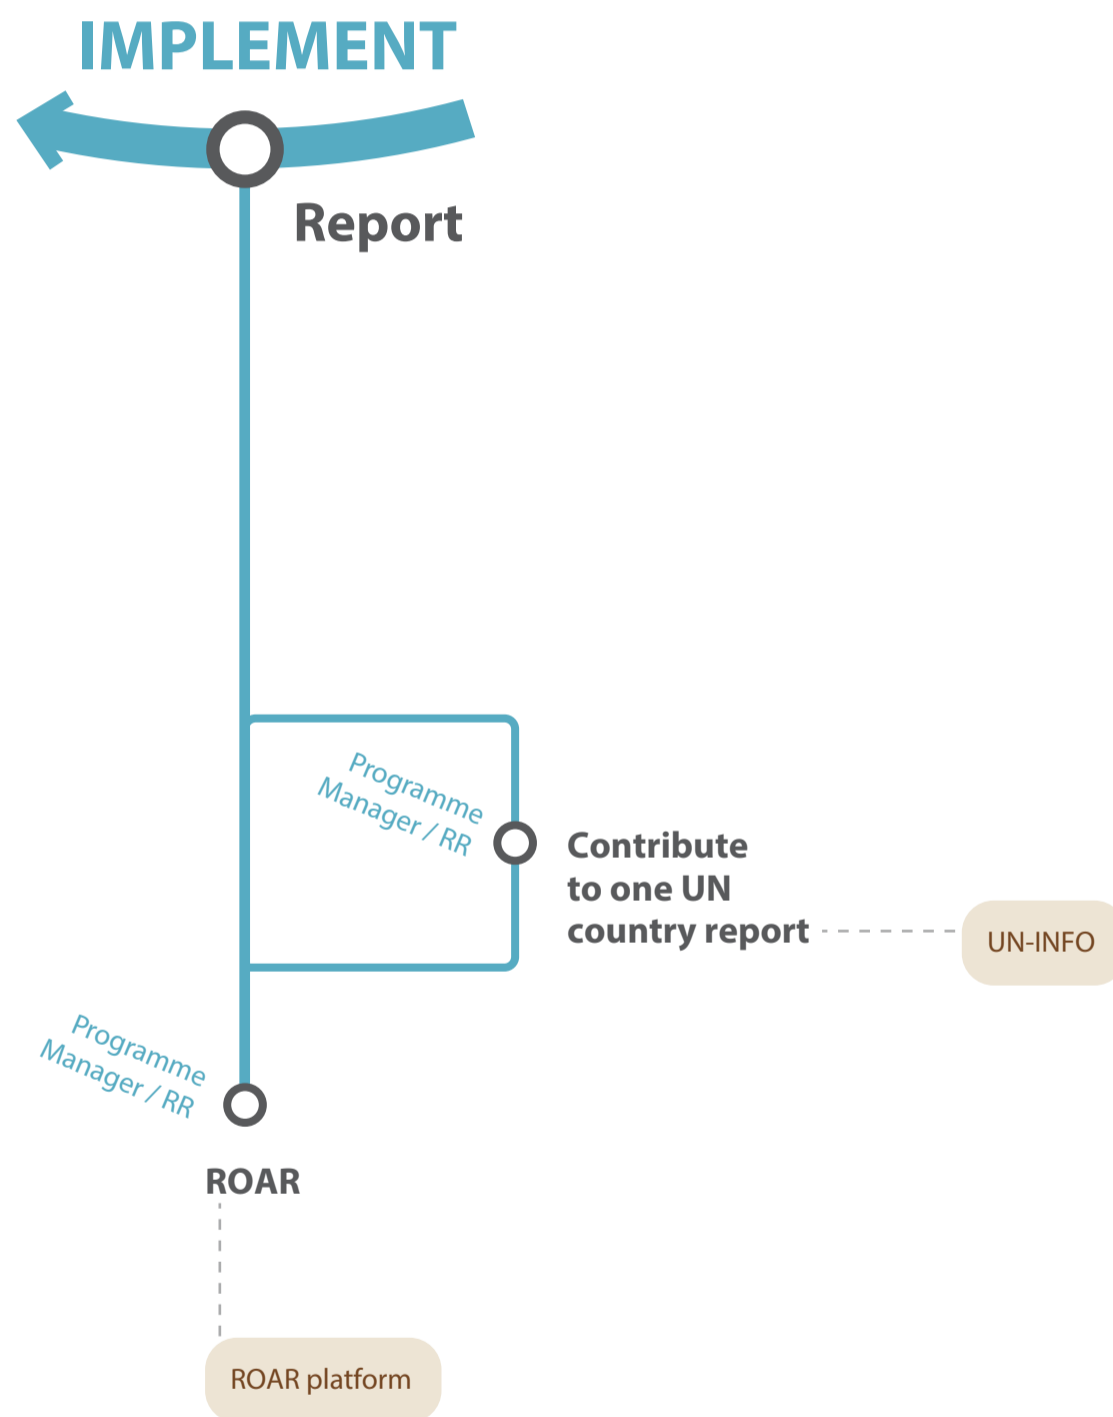 IMPLEMENT
Report
Programme
Manager / RR
Contribute
to one UN
country report
UN-INFO
Programme
Manager / RR
ROAR
ROAR platform